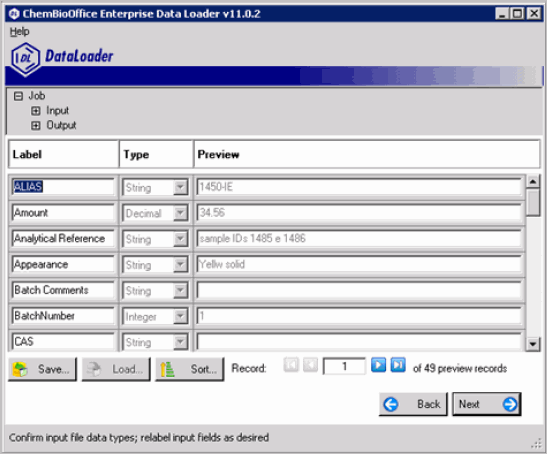 ChemBioOffice Enterprise Data Loader v11.0.2
Help
DL DataLoader
Job
Input
Output
Label Type Preview
ALIAS String 1450-IE
Amount Decimal 34.56
Analytical Reference String sample IDs 1485 e 1486
Appearance String Yellw solid
Batch Comments String
BatchNumber Integer 1
CAS String
Save... Load... Sort... Record: 1 of 49 preview records
Back Next
Confirm input file data types; relabel input fields as desired